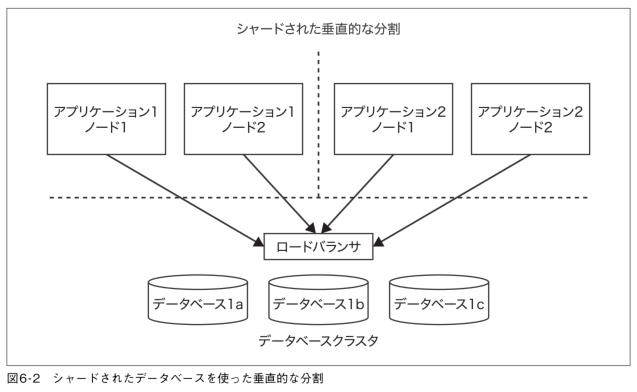 シャードされた垂直的な分割
アプリケーション1
ノード1
アプリケーション1
ノード2
アプリケーション2
ノード1
アプリケーション2
ノード2
ロードバランサ
データベース1a
データベース1b
データベース1c
データベースクラスタ
図6-2 シャードされたデータベースを使った垂直的な分割